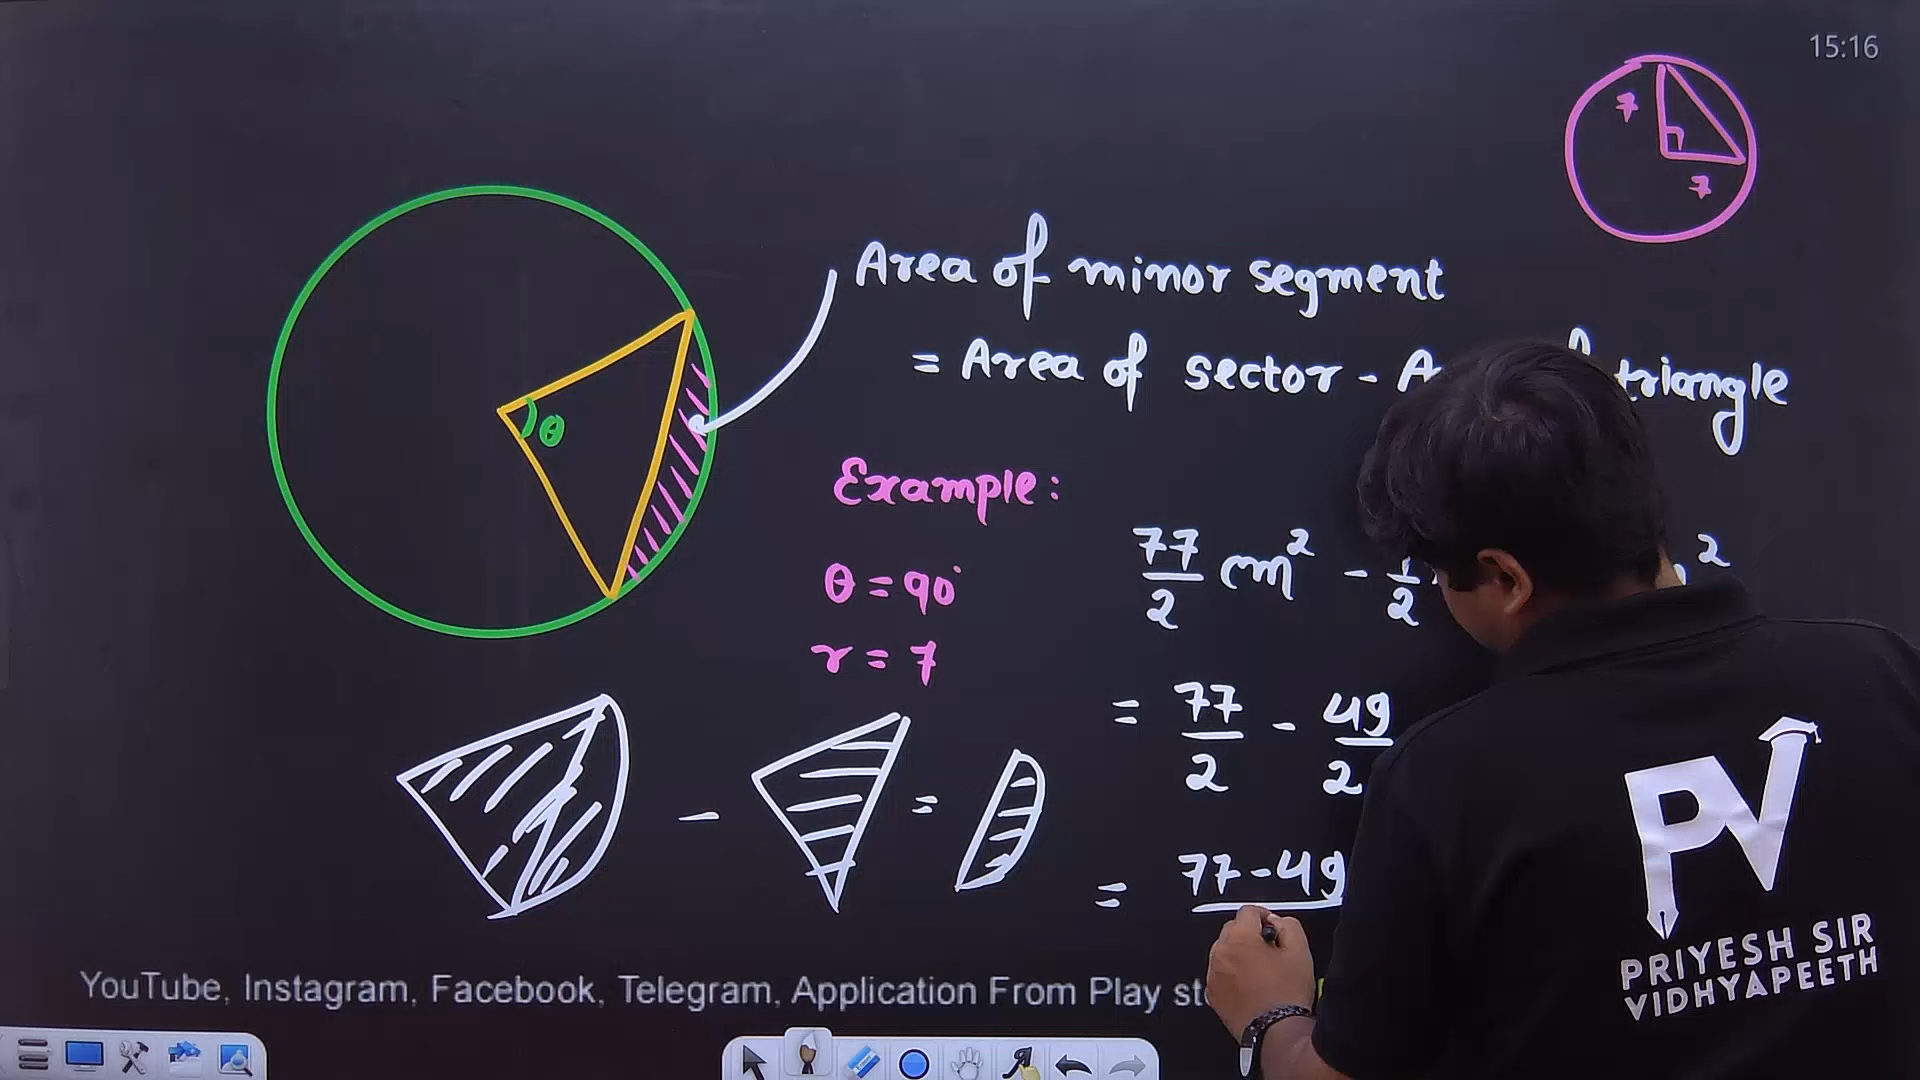 15:16
7
7
Area of minor segment
= Area of sector - triangle
θ
Example:
θ = 90°
r = 7
77/2 cm² - 1/2 ²
= 77/2 - 49/2
= 77-49
- =
PV
PRIYESH SIR
VIDHYAPEETH
YouTube, Instagram, Facebook, Telegram, Application From Play